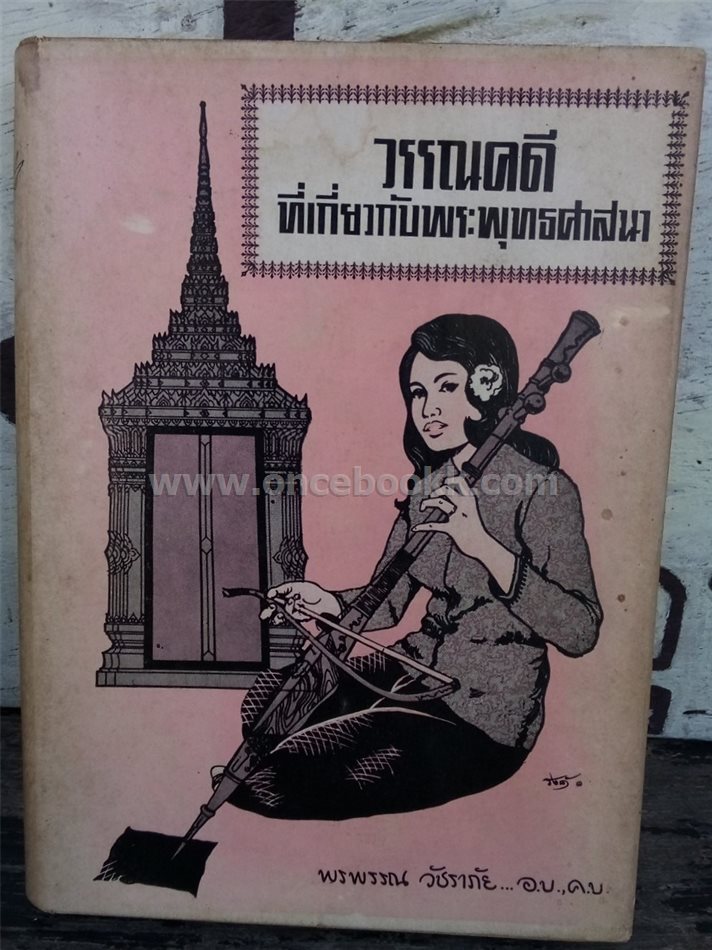 วรรณคดี
ที่เกี่ยวกับพระพุทธศาสนา
www.oncebookk.com
พรพรรณ วัชราภัย... อ.บ.,ค.บ.